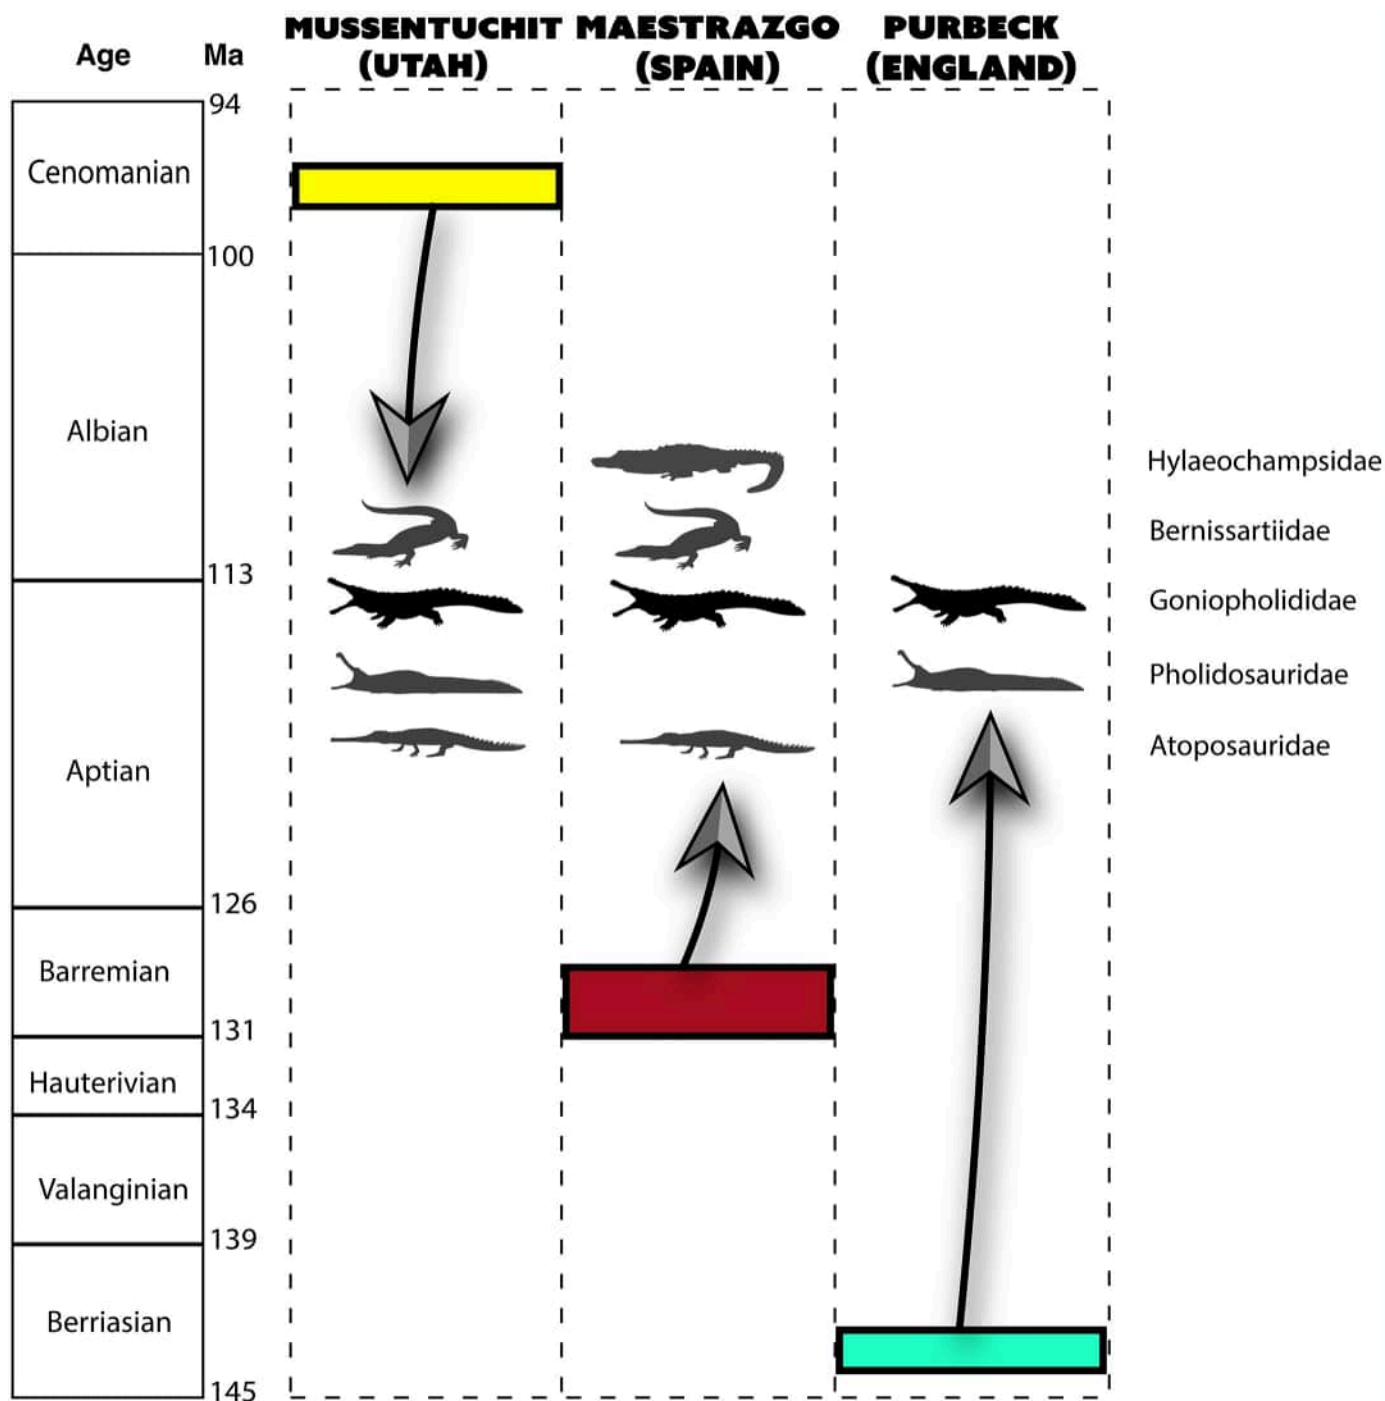 Age
Ma
MUSSENTUCHIT
(UTAH)
MAESTRAZGO
(SPAIN)
PURBECK
(ENGLAND)
94
Cenomanian
100
Albian
Hylaeochampsidae
Bernissartiidae
113
Goniopholididae
Pholidosauridae
Atoposauridae
Aptian
126
Barremian
131
Hauterivian
134
Valanginian
139
Berriasian
145